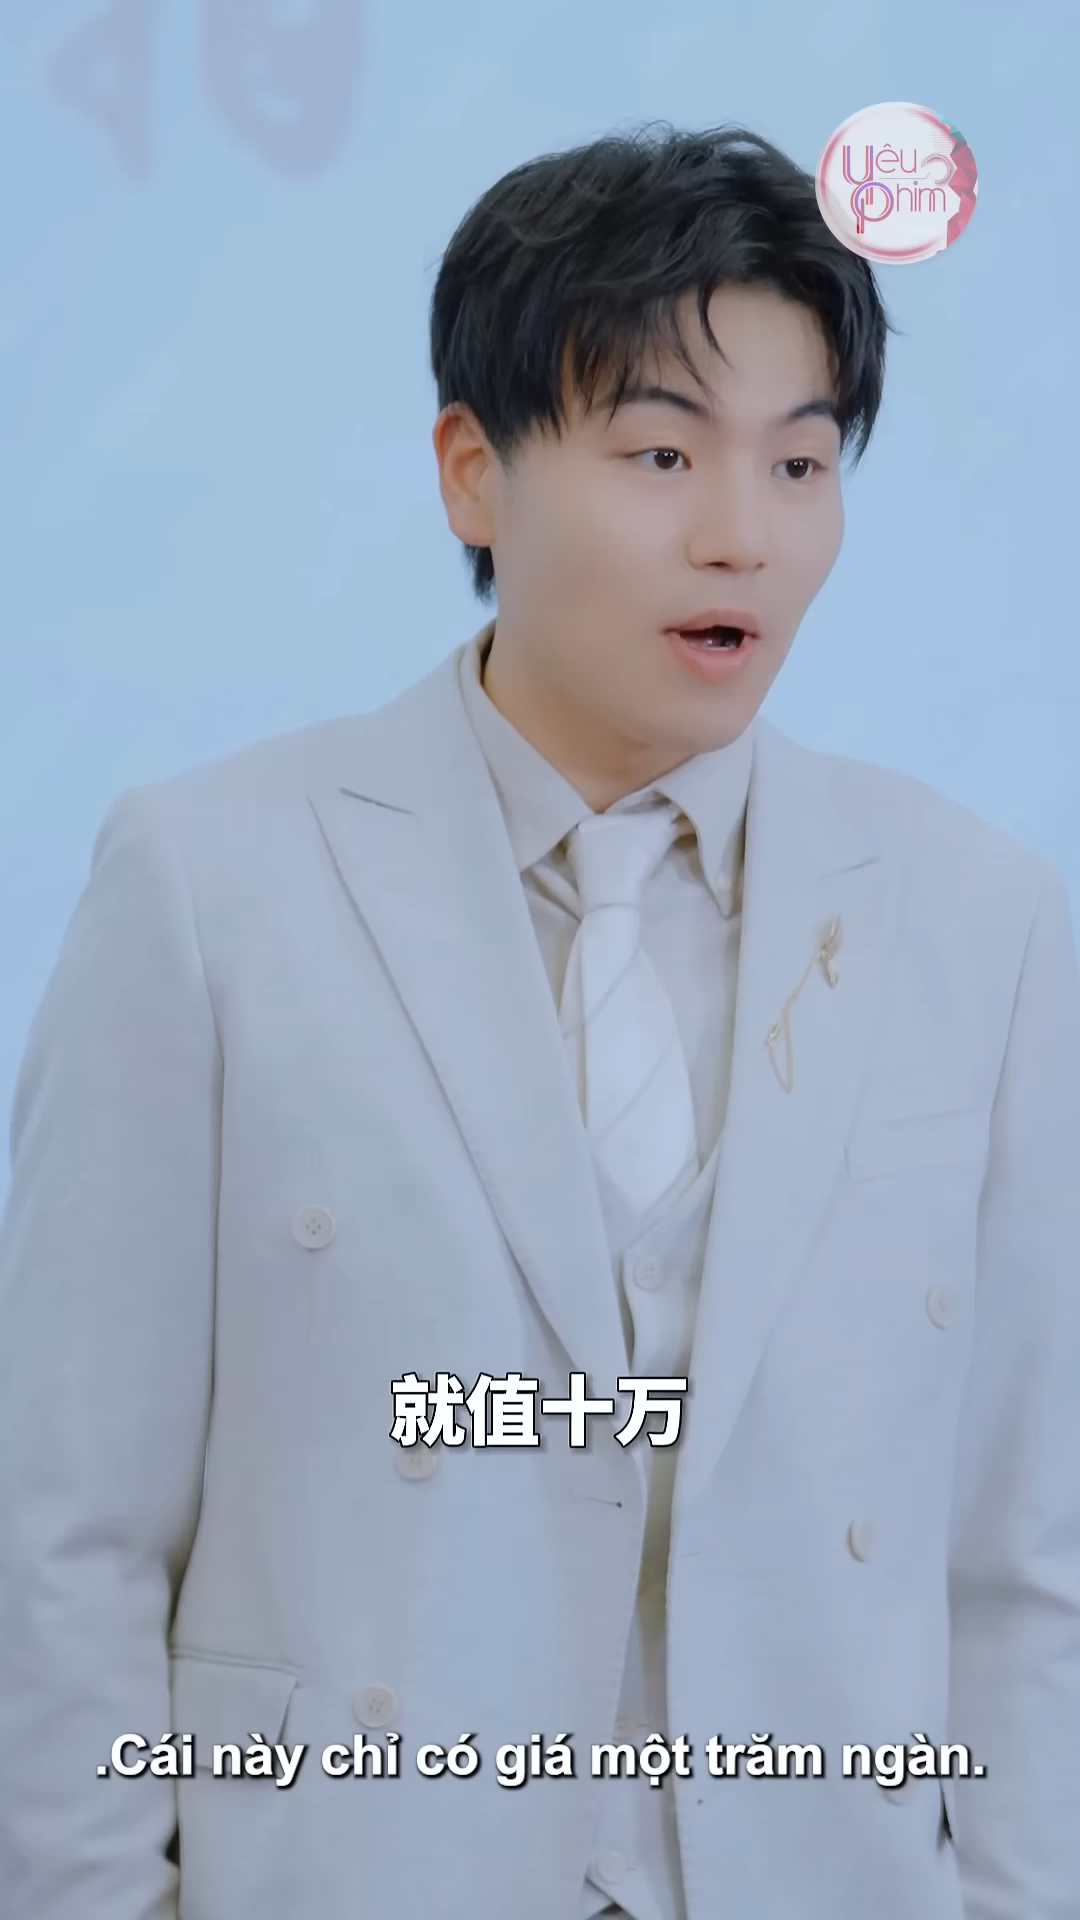 Yêu
Phim
就值十万
.Cái này chỉ có giá một trăm ngàn.